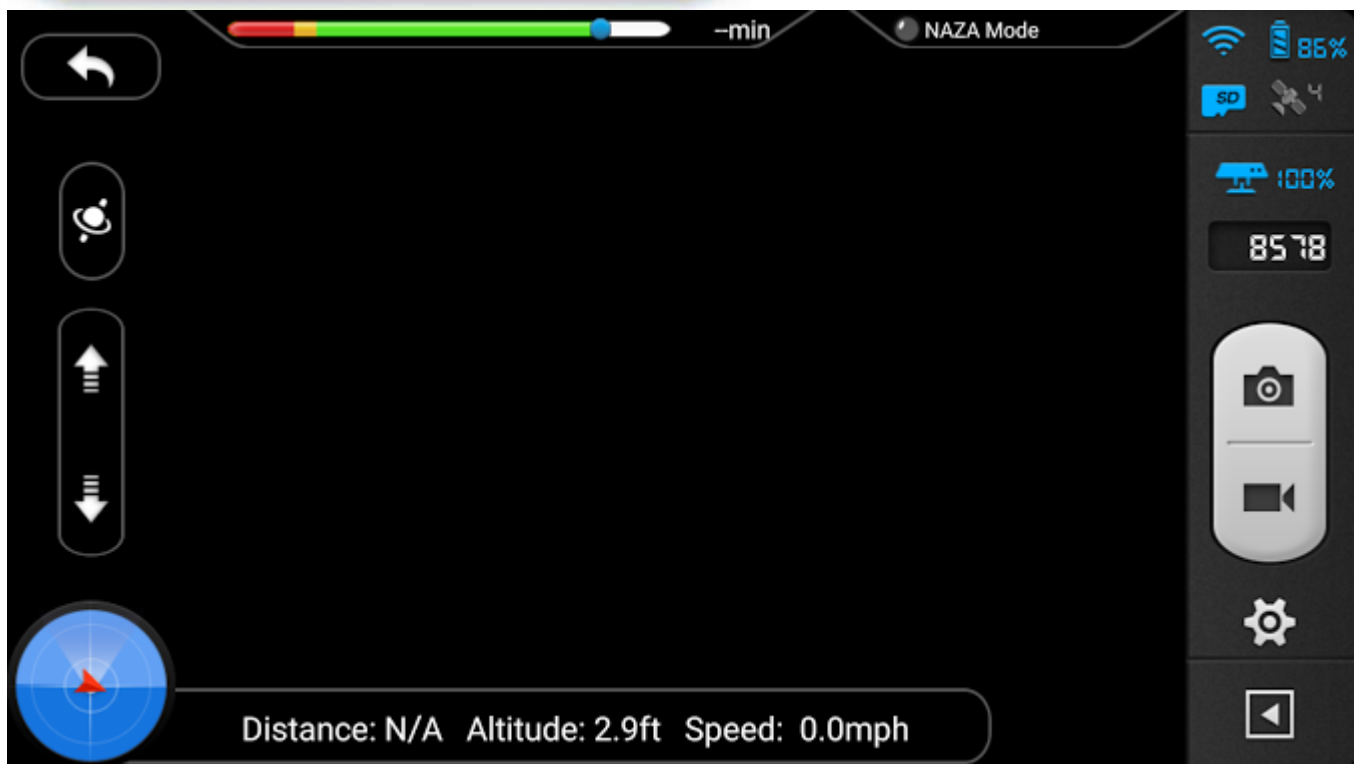 --min
NAZA Mode
86%
SD
4
100%
8578
Distance: N/A Altitude: 2.9ft Speed: 0.0mph